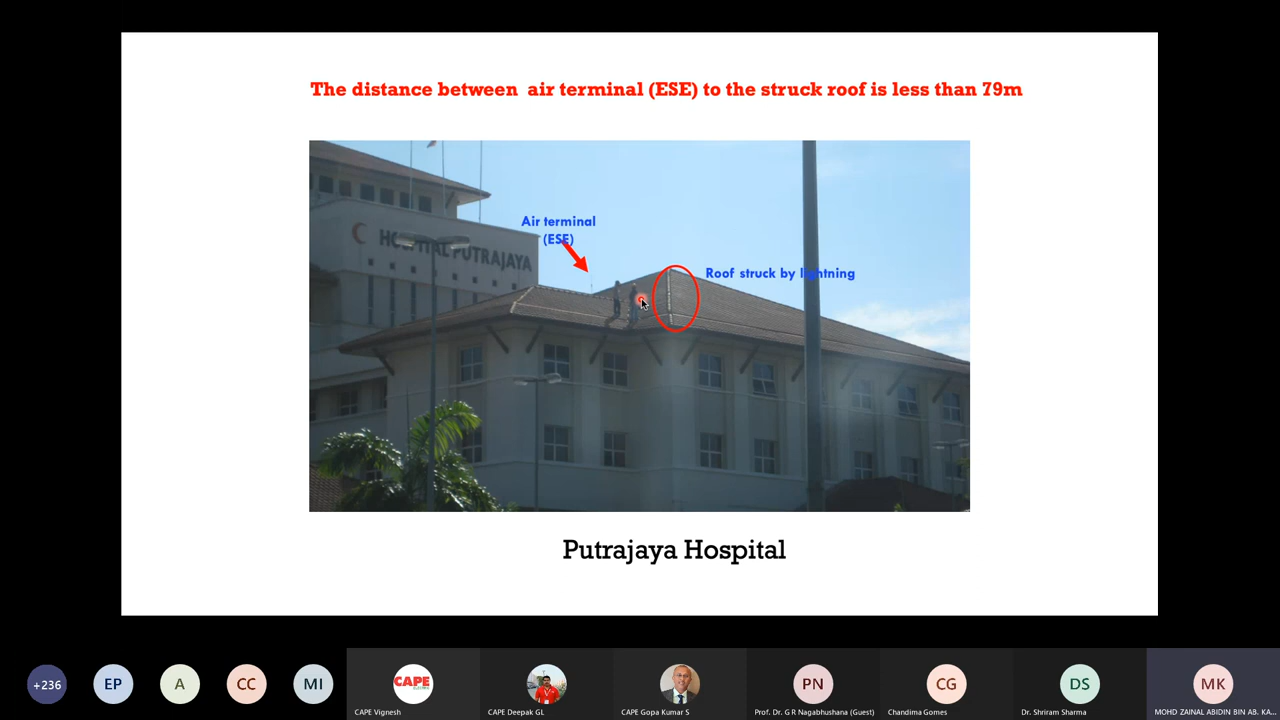 The distance between air terminal (ESE) to the struck roof is less than 79m
HOSPITAL PUTRAJAYA
Air terminal
(ESE)
Roof struck by lightning
Putrajaya Hospital
+236
EP
A
CC
MI
CAPE
PN
CG
DS
MK
CAPE Vignesh
CAPE Deepak GL
CAPE Gopa Kumar S
Prof. Dr. G R Nagabhushana (Guest)
Chandima Gomes
Dr. Shriram Sharma
MOHD ZAINAL ABIDIN BIN AB. KA...